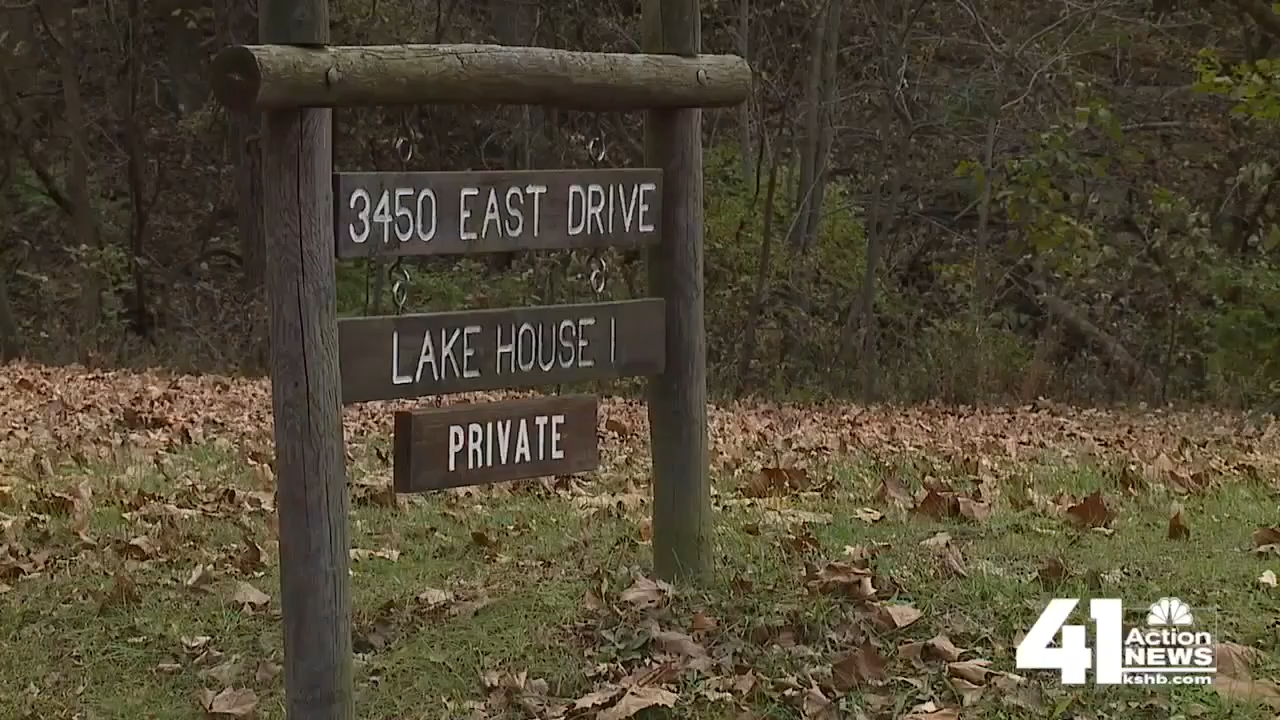 3450 EAST DRIVE
LAKE HOUSE I
PRIVATE
41 Action
NEWS
kshb.com